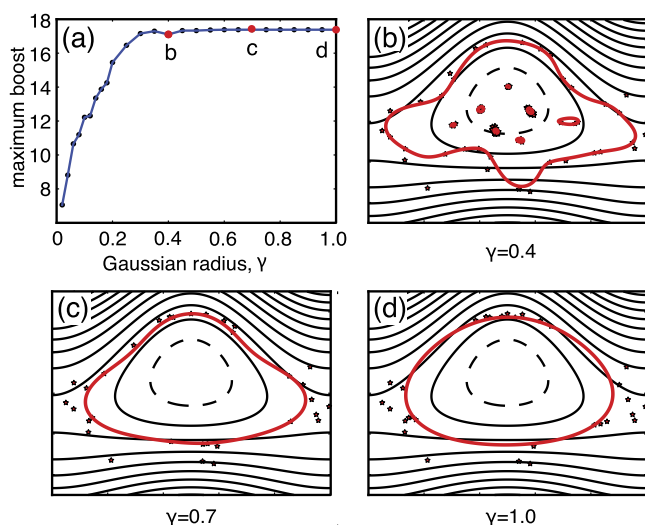 (a)
maximum boost
18
16
14
12
10
8
b
c
d
0
0.2
0.4
0.6
0.8
1.0
Gaussian radius, γ
(b)
γ=0.4
(c)
γ=0.7
(d)
γ=1.0